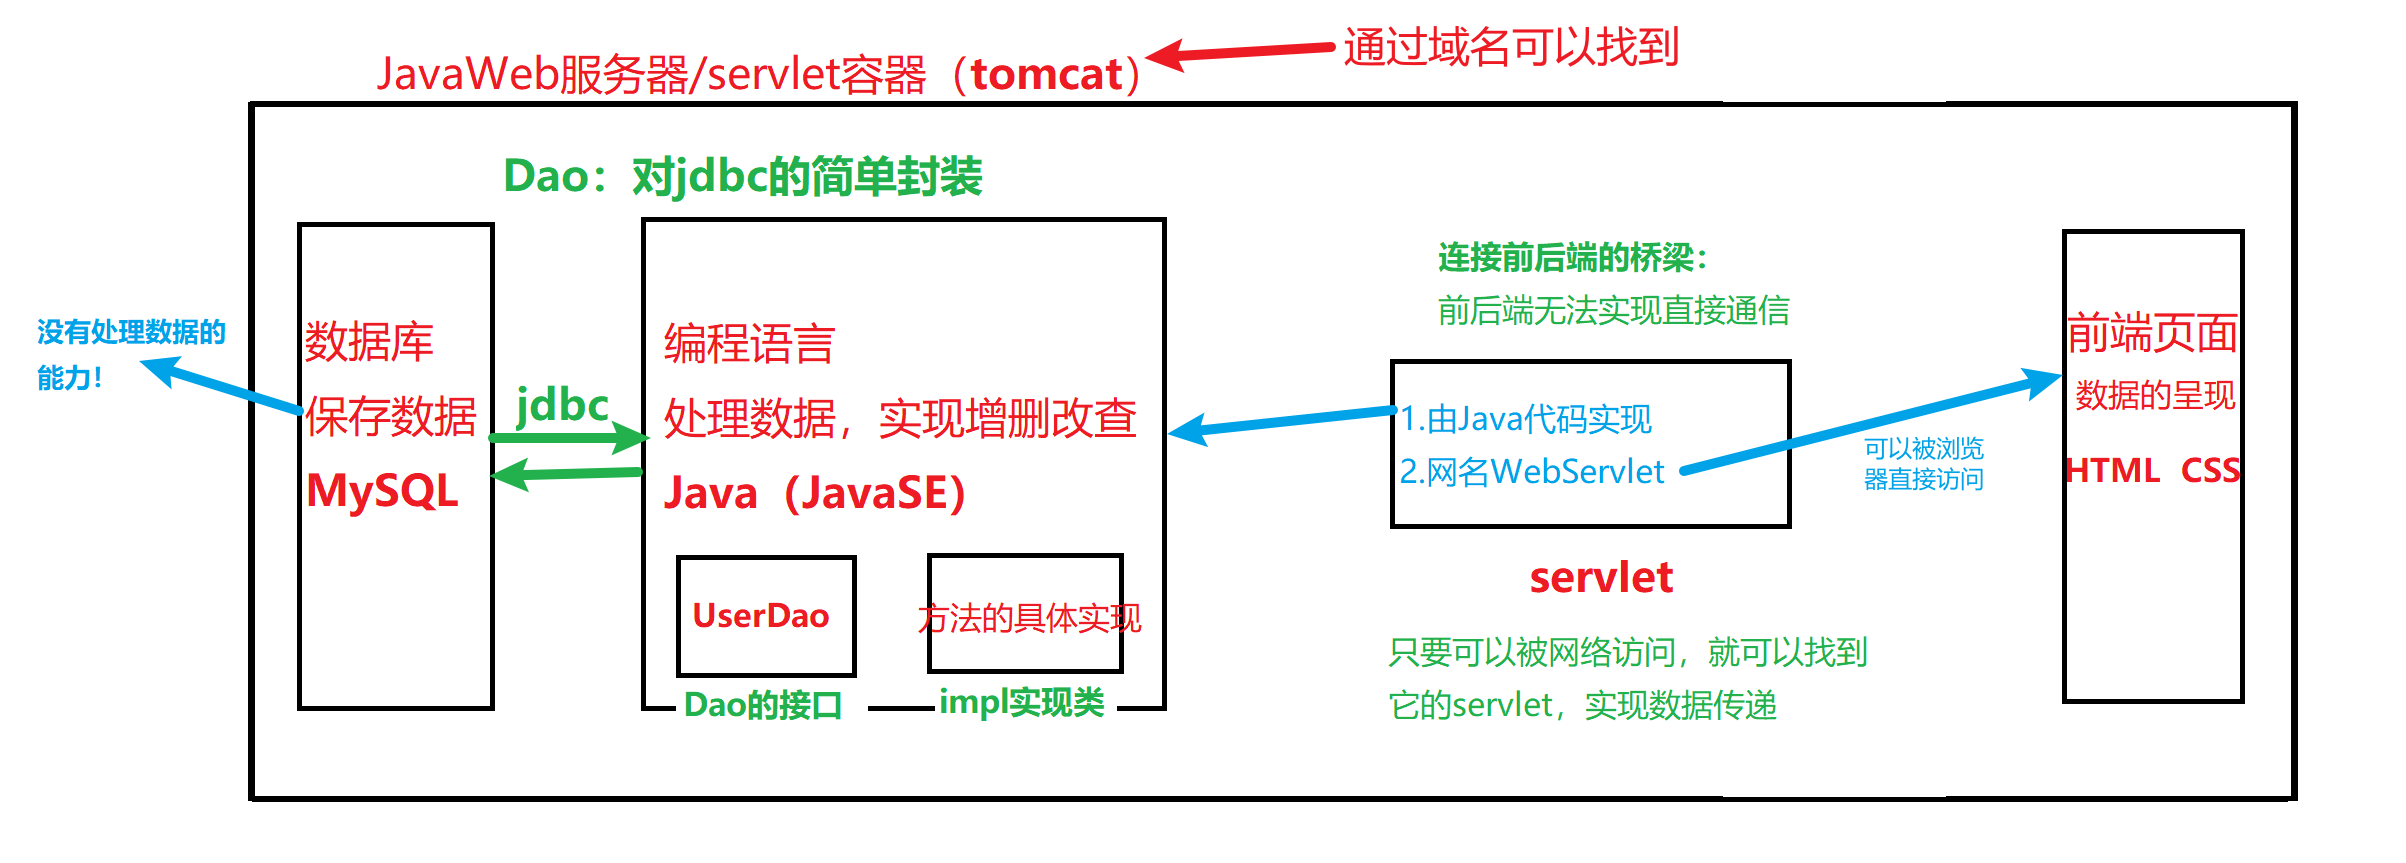 通过域名可以找到
JavaWeb服务器/servlet容器（tomcat）
Dao：对jdbc的简单封装
没有处理数据的
能力！
数据库
保存数据
MySQL
jdbc
编程语言
处理数据，实现增删改查
Java（JavaSE）
UserDao
方法的具体实现
Dao的接口
impl实现类
连接前后端的桥梁：
前后端无法实现直接通信
1.由Java代码实现
2.网名WebServlet
servlet
只要可以被网络访问，就可以找到
它的servlet，实现数据传递
可以被浏览
器直接访问
前端页面
数据的呈现
HTML CSS